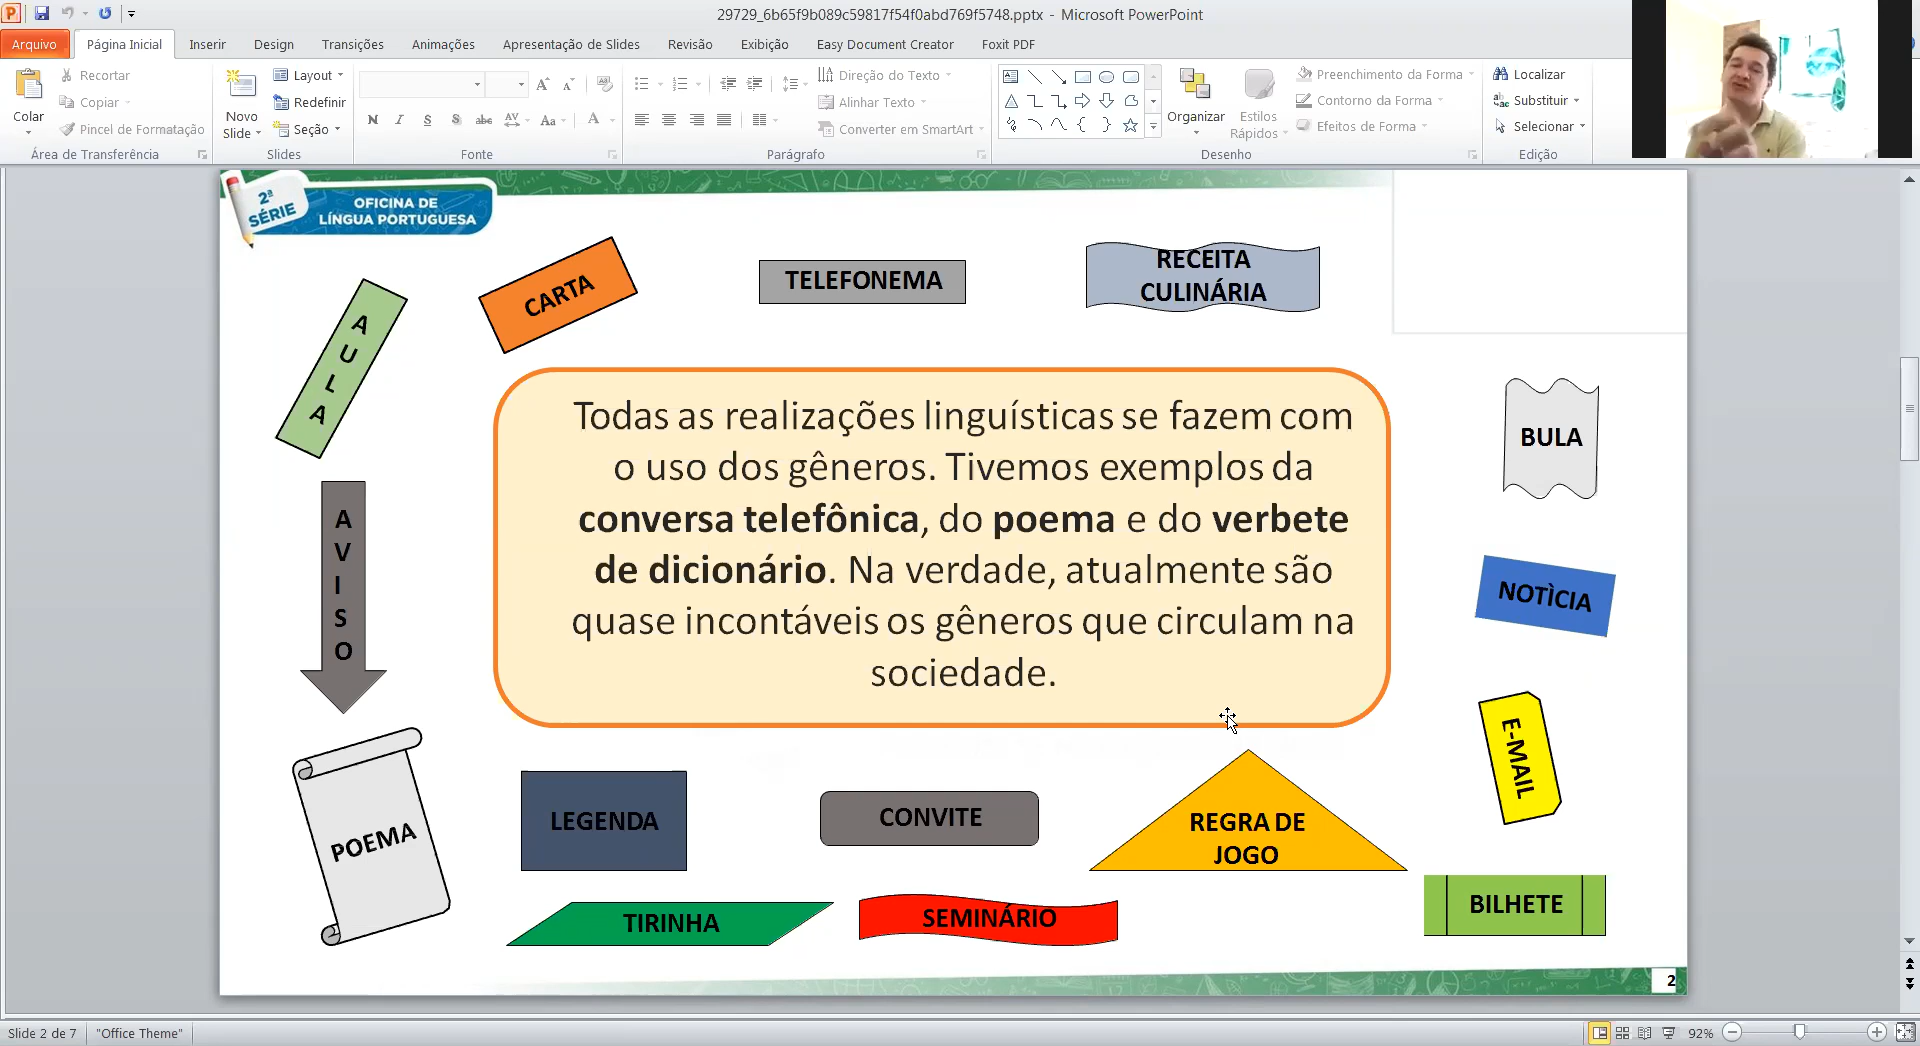 29729_6b65f9b089c59817f54f0abd769f5748.pptx - Microsoft PowerPoint
Arquivo
Página Inicial
Inserir
Design
Transições
Animações
Apresentação de Slides
Revisão
Exibição
Easy Document Creator
Foxit PDF
Colar
Recortar
Copiar
Pincel de Formatação
Área de Transferência
Novo
Slide
Layout
Redefinir
Seção
Slides
Fonte
Direção do Texto
Alinhar Texto
Converter em SmartArt
Parágrafo
Organizar
Estilos
Rápidos
Preenchimento da Forma
Contorno da Forma
Efeitos de Forma
Desenho
Localizar
Substituir
Selecionar
Edição
2ª
SÉRIE
OFICINA DE
LÍNGUA PORTUGUESA
AULA
CARTA
TELEFONEMA
RECEITA
CULINÁRIA
Todas as realizações linguísticas se fazem com
o uso dos gêneros. Tivemos exemplos da
conversa telefônica, do poema e do verbete
de dicionário. Na verdade, atualmente são
quase incontáveis os gêneros que circulam na
sociedade.
BULA
AVISO
NOTÌCIA
E-MAIL
POEMA
LEGENDA
CONVITE
REGRA DE
JOGO
BILHETE
TIRINHA
SEMINÁRIO
2
Slide 2 de 7
"Office Theme"
92%